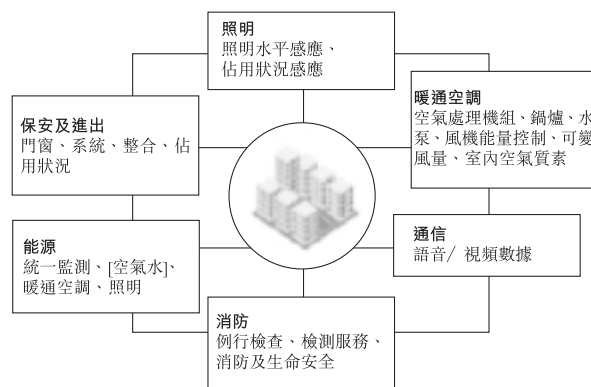 照明
照明水平感應、
佔用狀況感應
暖通空調
空氣處理機組、鍋爐、水
泵、風機能量控制、可變
風量、室內空氣質素
保安及進出
門窗、系統、整合、佔
用狀況
能源
統一監測、[空氣水]、
暖通空調、照明
通信
語音/ 視頻數據
消防
例行檢查、檢測服務、
消防及生命安全